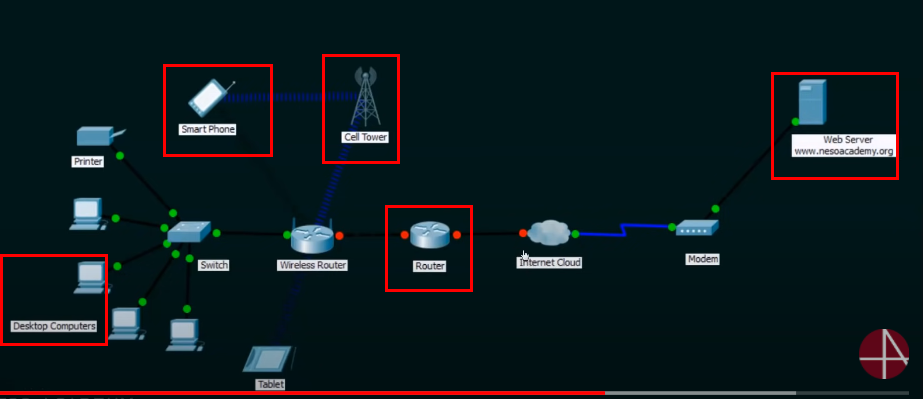 Smart Phone
Cell Tower
Web Server
www.nesoacademy.org
Printer
Switch
Wireless Router
Router
Internet Cloud
Modem
Desktop Computers
Tablet